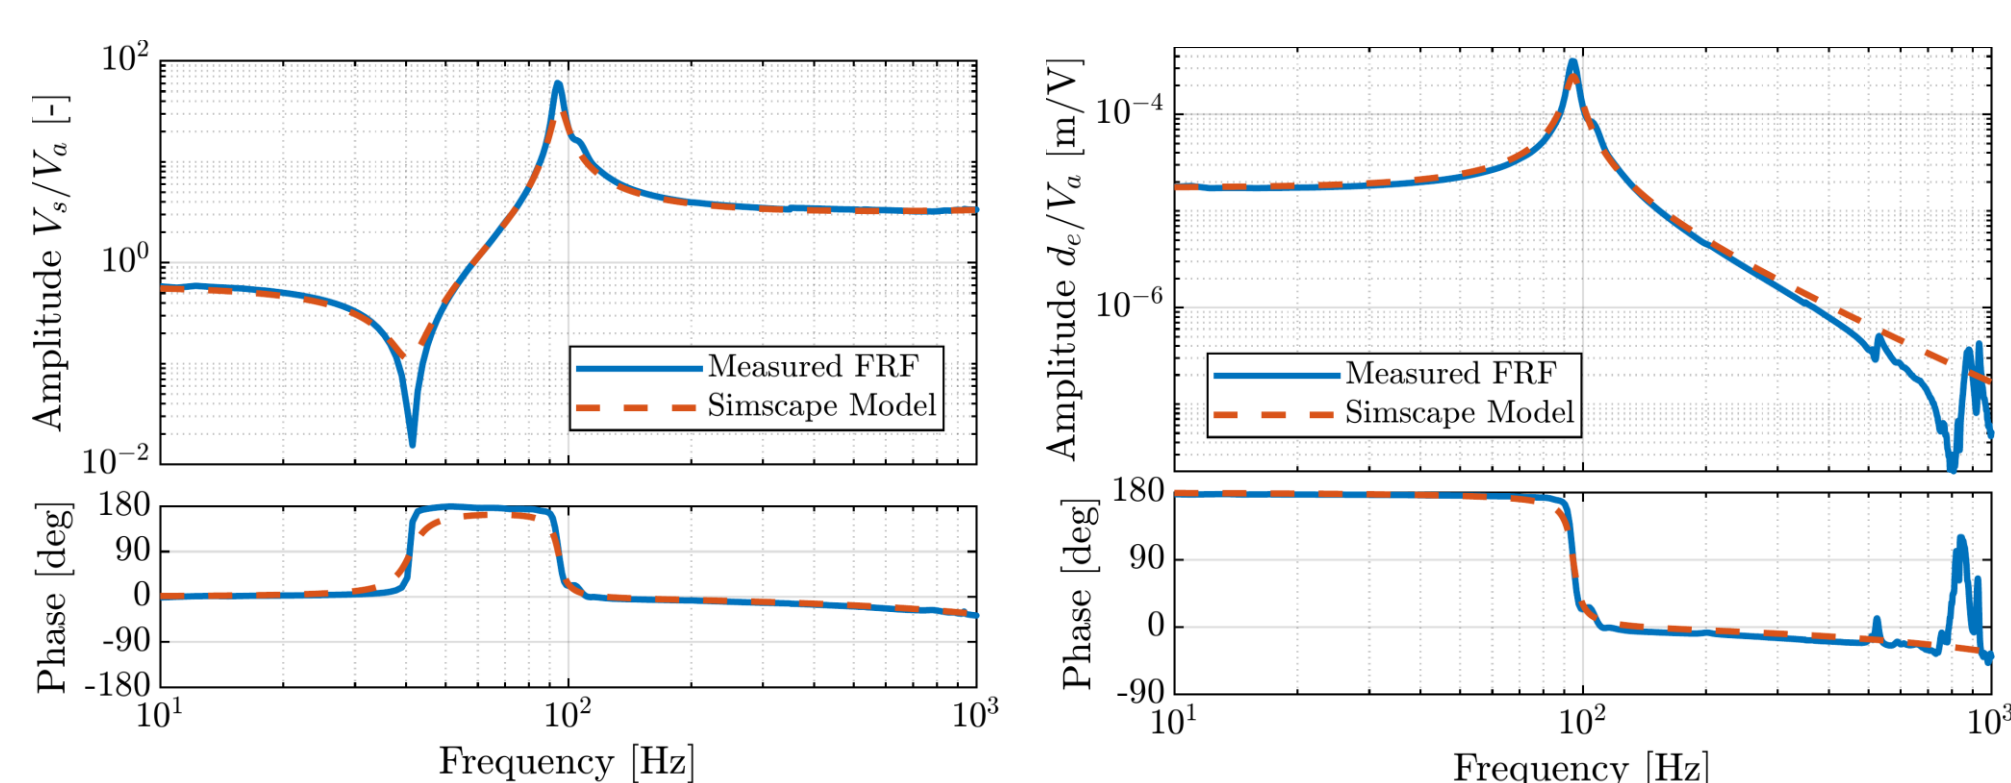 Amplitude V_s/V_a [-]
10^2
10^0
10^-2
Measured FRF
Simscape Model
Phase [deg]
180
90
0
-90
-180
10^1 10^2 10^3
Frequency [Hz]
Amplitude d_e/V_a [m/V]
10^-4
10^-6
Measured FRF
Simscape Model
Phase [deg]
180
90
0
-90
10^1 10^2 10^3
Frequency [Hz]